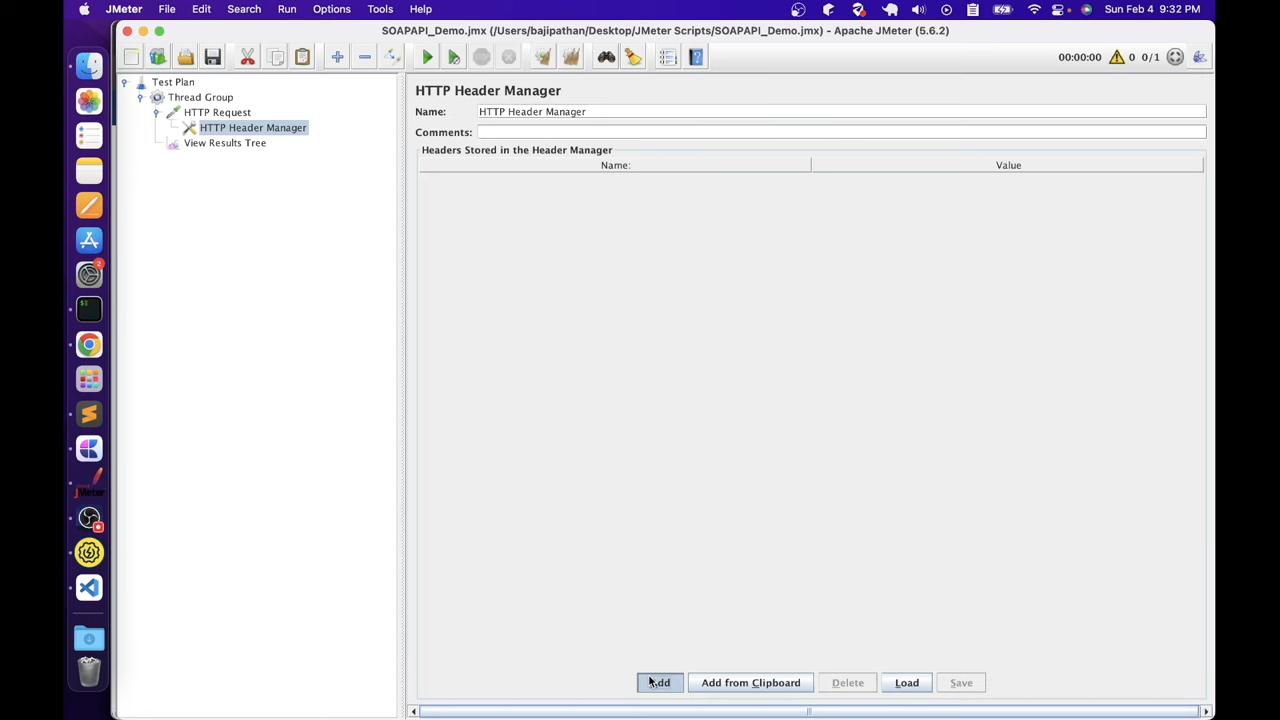 JMeter File Edit Search Run Options Tools Help Sun Feb 4 9:32 PM
SOAPAPI_Demo.jmx (/Users/bajipathan/Desktop/JMeter Scripts/SOAPAPI_Demo.jmx) - Apache JMeter (5.6.2)
00:00:00 0 0/1
Test Plan
Thread Group
HTTP Request
HTTP Header Manager
View Results Tree
HTTP Header Manager
Name: HTTP Header Manager
Comments:
Headers Stored in the Header Manager
Name: Value
2
JMeter
Add Add from Clipboard Delete Load Save